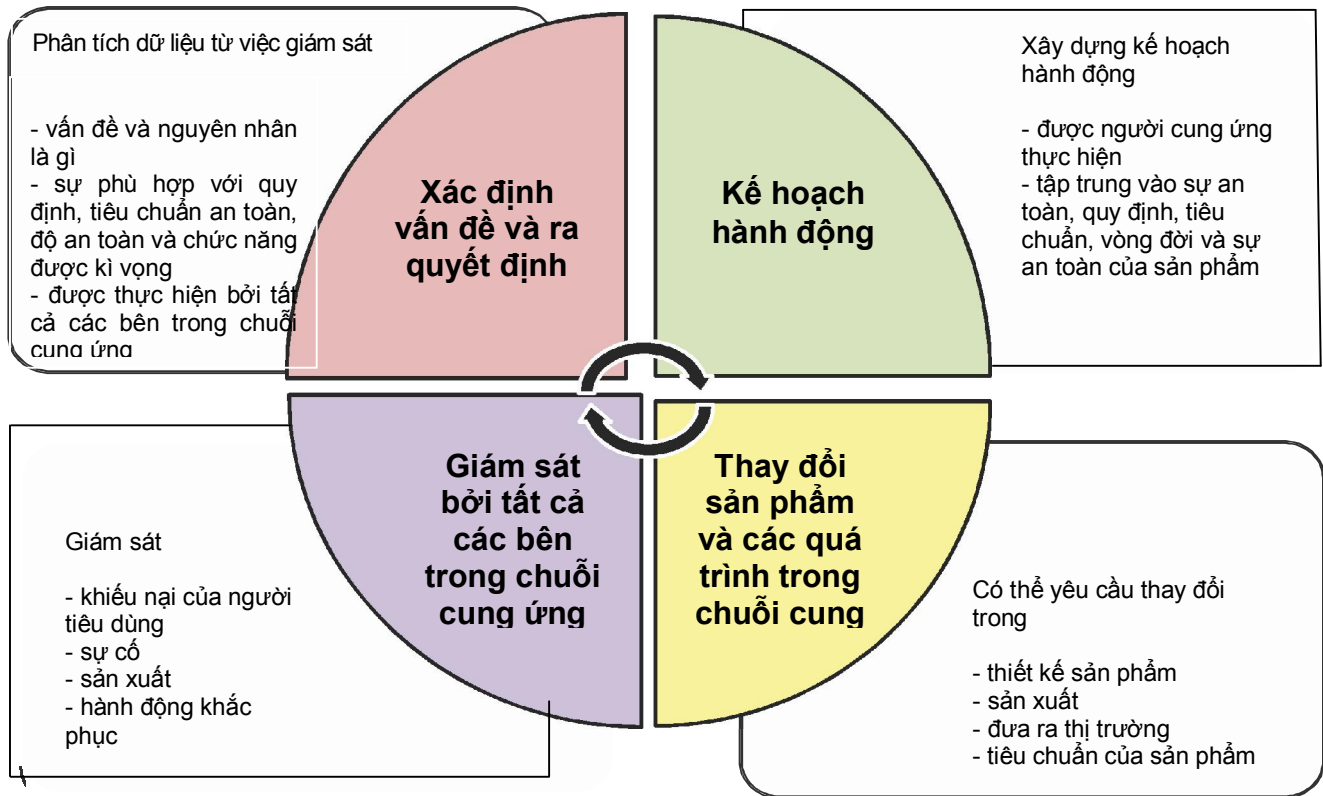 Phân tích dữ liệu từ việc giám sát
- vấn đề và nguyên nhân
là gì
- sự phù hợp với quy
định, tiêu chuẩn an toàn,
độ an toàn và chức năng
được kì vọng
- được thực hiện bởi tất
cả các bên trong chuỗi
cung ứng
Xác định
vấn đề và ra
quyết định
Kế hoạch
hành động
Xây dựng kế hoạch
hành động
- được người cung ứng
thực hiện
- tập trung vào sự an
toàn, quy định, tiêu
chuẩn, vòng đời và sự
an toàn của sản phẩm
Giám sát
- khiếu nại của người
tiêu dùng
- sự cố
- sản xuất
- hành động khắc
phục
Giám sát
bởi tất cả
các bên
trong chuỗi
cung ứng
Thay đổi
sản phẩm
và các quá
trình trong
chuỗi cung
Có thể yêu cầu thay đổi
trong
- thiết kế sản phẩm
- sản xuất
- đưa ra thị trường
- tiêu chuẩn của sản phẩm